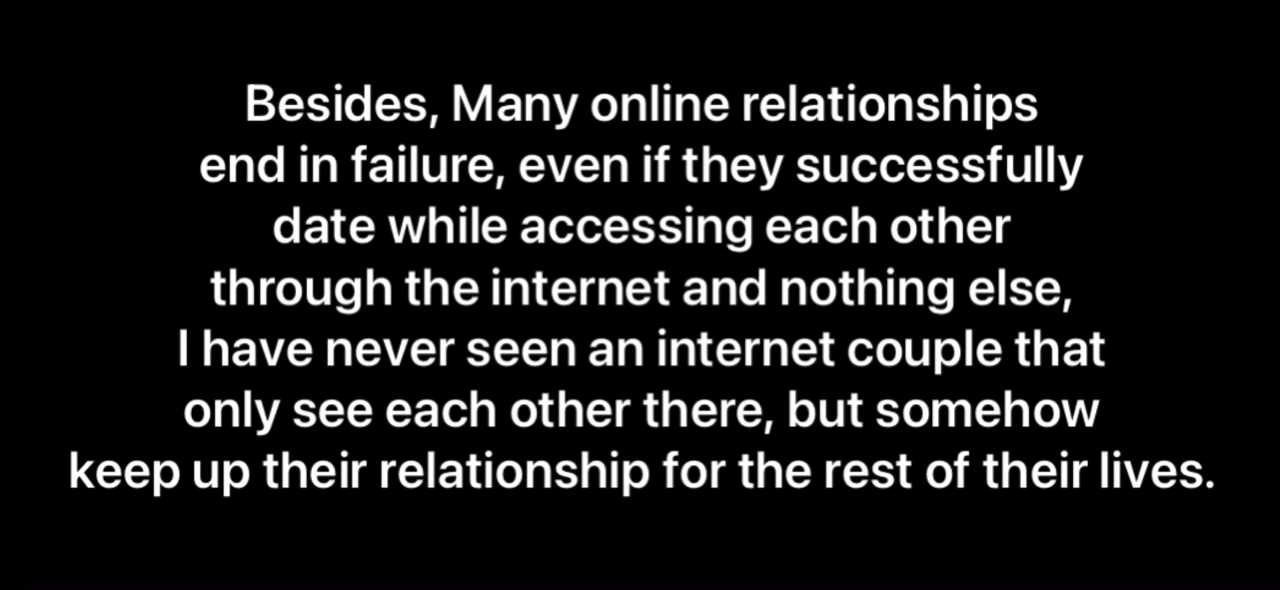 Besides, Many online relationships
end in failure, even if they successfully
date while accessing each other
through the internet and nothing else,
I have never seen an internet couple that
only see each other there, but somehow
keep up their relationship for the rest of their lives.